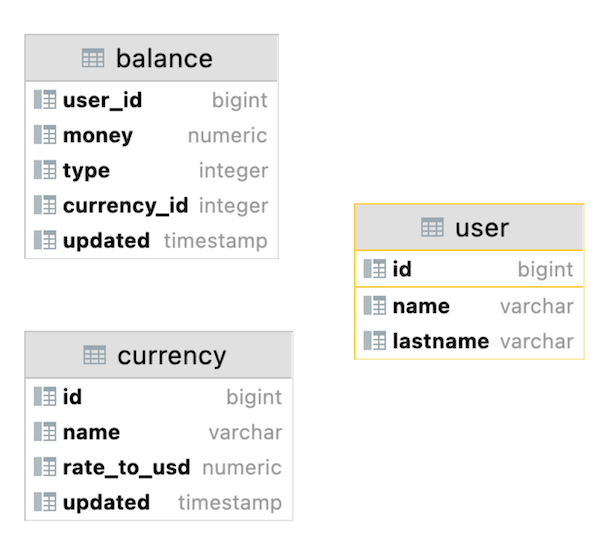 balance
user_id bigint
money numeric
type integer
currency_id integer
updated timestamp
currency
id bigint
name varchar
rate_to_usd numeric
updated timestamp
user
id bigint
name varchar
lastname varchar